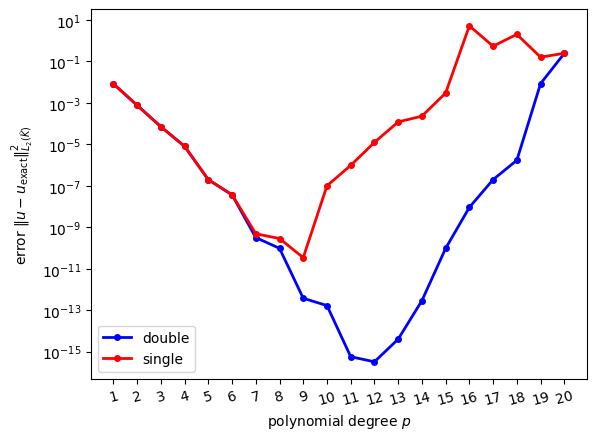 10^1
10^{-1}
10^{-3}
10^{-5}
10^{-7}
10^{-9}
10^{-11}
10^{-13}
10^{-15}
error ‖u − u_{exact}‖^2_{L_2(K)}
double
single
1 2 3 4 5 6 7 8 9 10 11 12 13 14 15 16 17 18 19 20
polynomial degree p